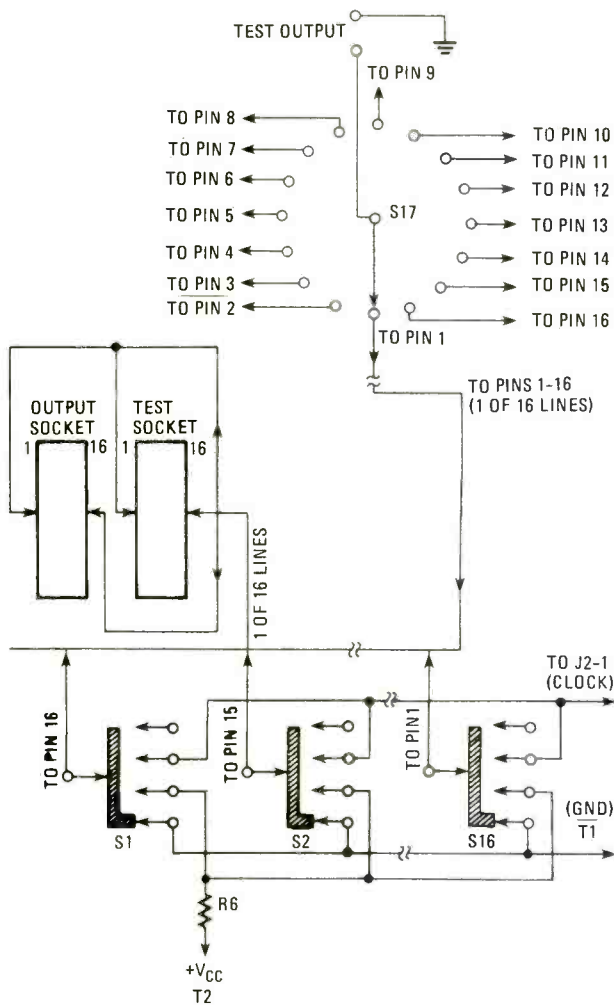 TEST OUTPUT
TO PIN 9
TO PIN 8
TO PIN 7
TO PIN 6
TO PIN 5
TO PIN 4
TO PIN 3
TO PIN 2
S17
TO PIN 10
TO PIN 11
TO PIN 12
TO PIN 13
TO PIN 14
TO PIN 15
TO PIN 16
TO PIN 1
TO PINS 1-16
(1 OF 16 LINES)
OUTPUT
SOCKET
1 16
TEST
SOCKET
1 16
1 OF 16 LINES
TO J2-1
(CLOCK)
TO PIN 16
TO PIN 15
TO PIN1
S1
S2
S16
(GND)
T1
R6
+VCC
T2